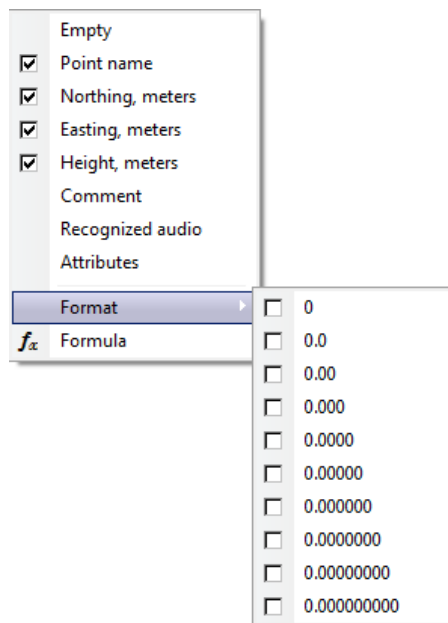 Empty
Point name
Northing, meters
Easting, meters
Height, meters
Comment
Recognized audio
Attributes
Format
fx Formula
0
0.0
0.00
0.000
0.0000
0.00000
0.000000
0.0000000
0.00000000
0.000000000